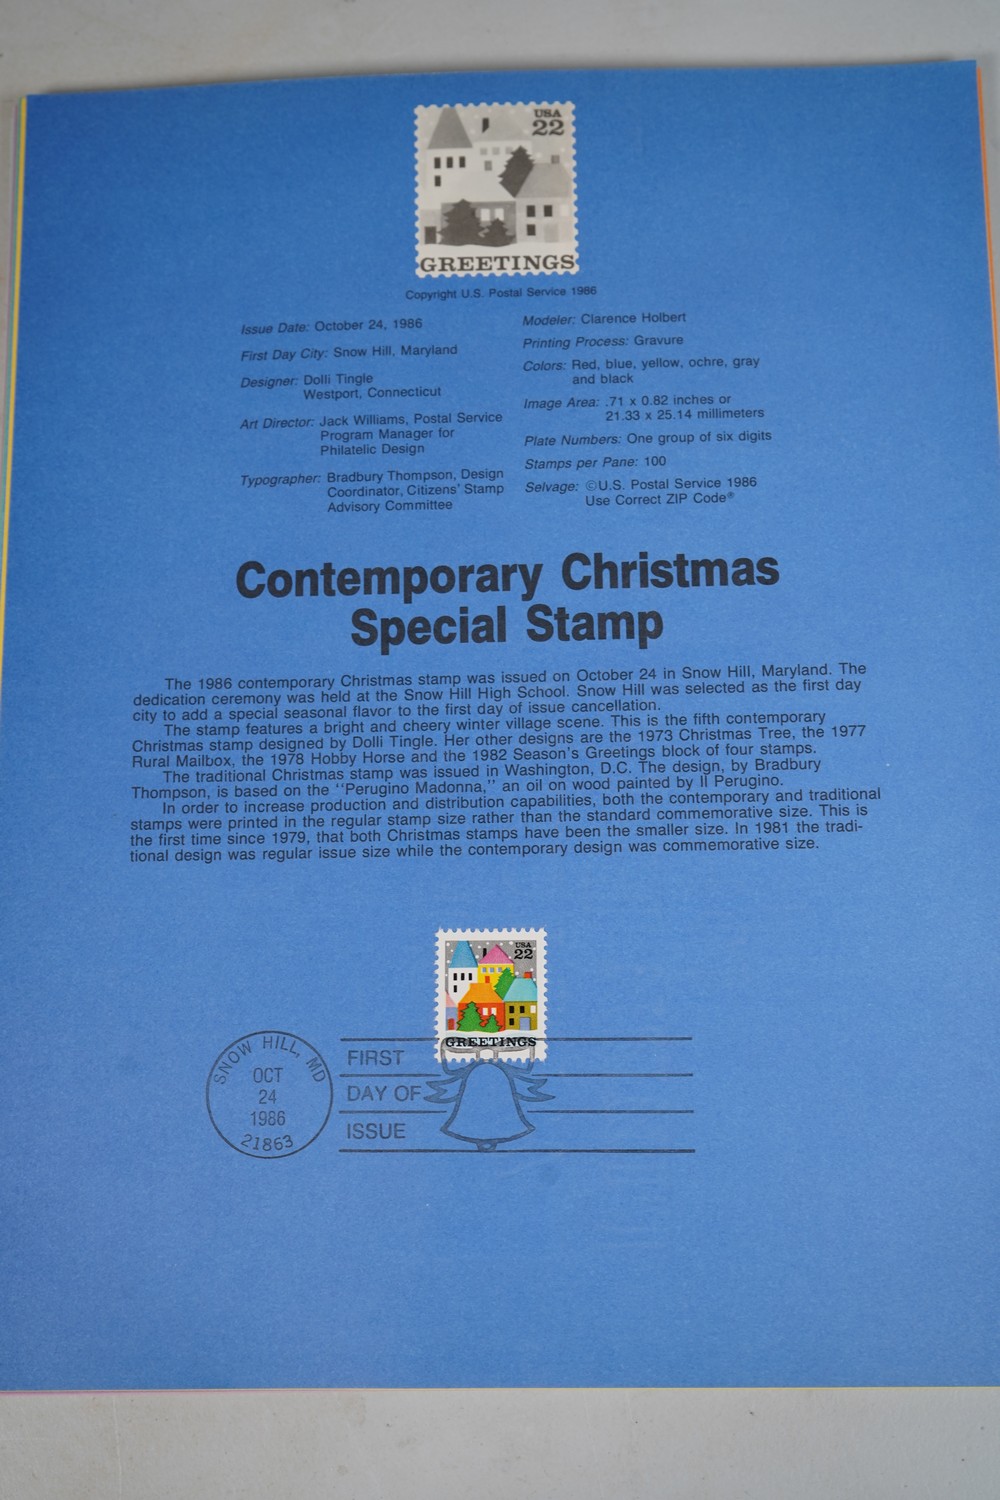 USA
22
GREETINGS
Copyright U.S. Postal Service 1986
Issue Date: October 24, 1986
First Day City: Snow Hill, Maryland
Designer: Dolli Tingle
Westport, Connecticut
Art Director: Jack Williams, Postal Service
Program Manager for
Philatelic Design
Typographer: Bradbury Thompson, Design
Coordinator, Citizens' Stamp
Advisory Committee
Modeler: Clarence Holbert
Printing Process: Gravure
Colors: Red, blue, yellow, ochre, gray
and black
Image Area: .71 x 0.82 inches or
21.33 x 25.14 millimeters
Plate Numbers: One group of six digits
Stamps per Pane: 100
Selvage: ©U.S. Postal Service 1986
Use Correct ZIP Code®
Contemporary Christmas
Special Stamp
The 1986 contemporary Christmas stamp was issued on October 24 in Snow Hill, Maryland. The
dedication ceremony was held at the Snow Hill High School. Snow Hill was selected as the first day
city to add a special seasonal flavor to the first day of issue cancellation.
The stamp features a bright and cheery winter village scene. This is the fifth contemporary
Christmas stamp designed by Dolli Tingle. Her other designs are the 1973 Christmas Tree, the 1977
Rural Mailbox, the 1978 Hobby Horse and the 1982 Season's Greetings block of four stamps.
The traditional Christmas stamp was issued in Washington, D.C. The design, by Bradbury
Thompson, is based on the "Perugino Madonna," an oil on wood painted by Il Perugino.
In order to increase production and distribution capabilities, both the contemporary and traditional
stamps were printed in the regular stamp size rather than the standard commemorative size. This is
the first time since 1979, that both Christmas stamps have been the smaller size. In 1981 the tradi-
tional design was regular issue size while the contemporary design was commemorative size.
USA
22
GREETINGS
SNOW HILL, MD
OCT
24
1986
21863
FIRST
DAY OF
ISSUE